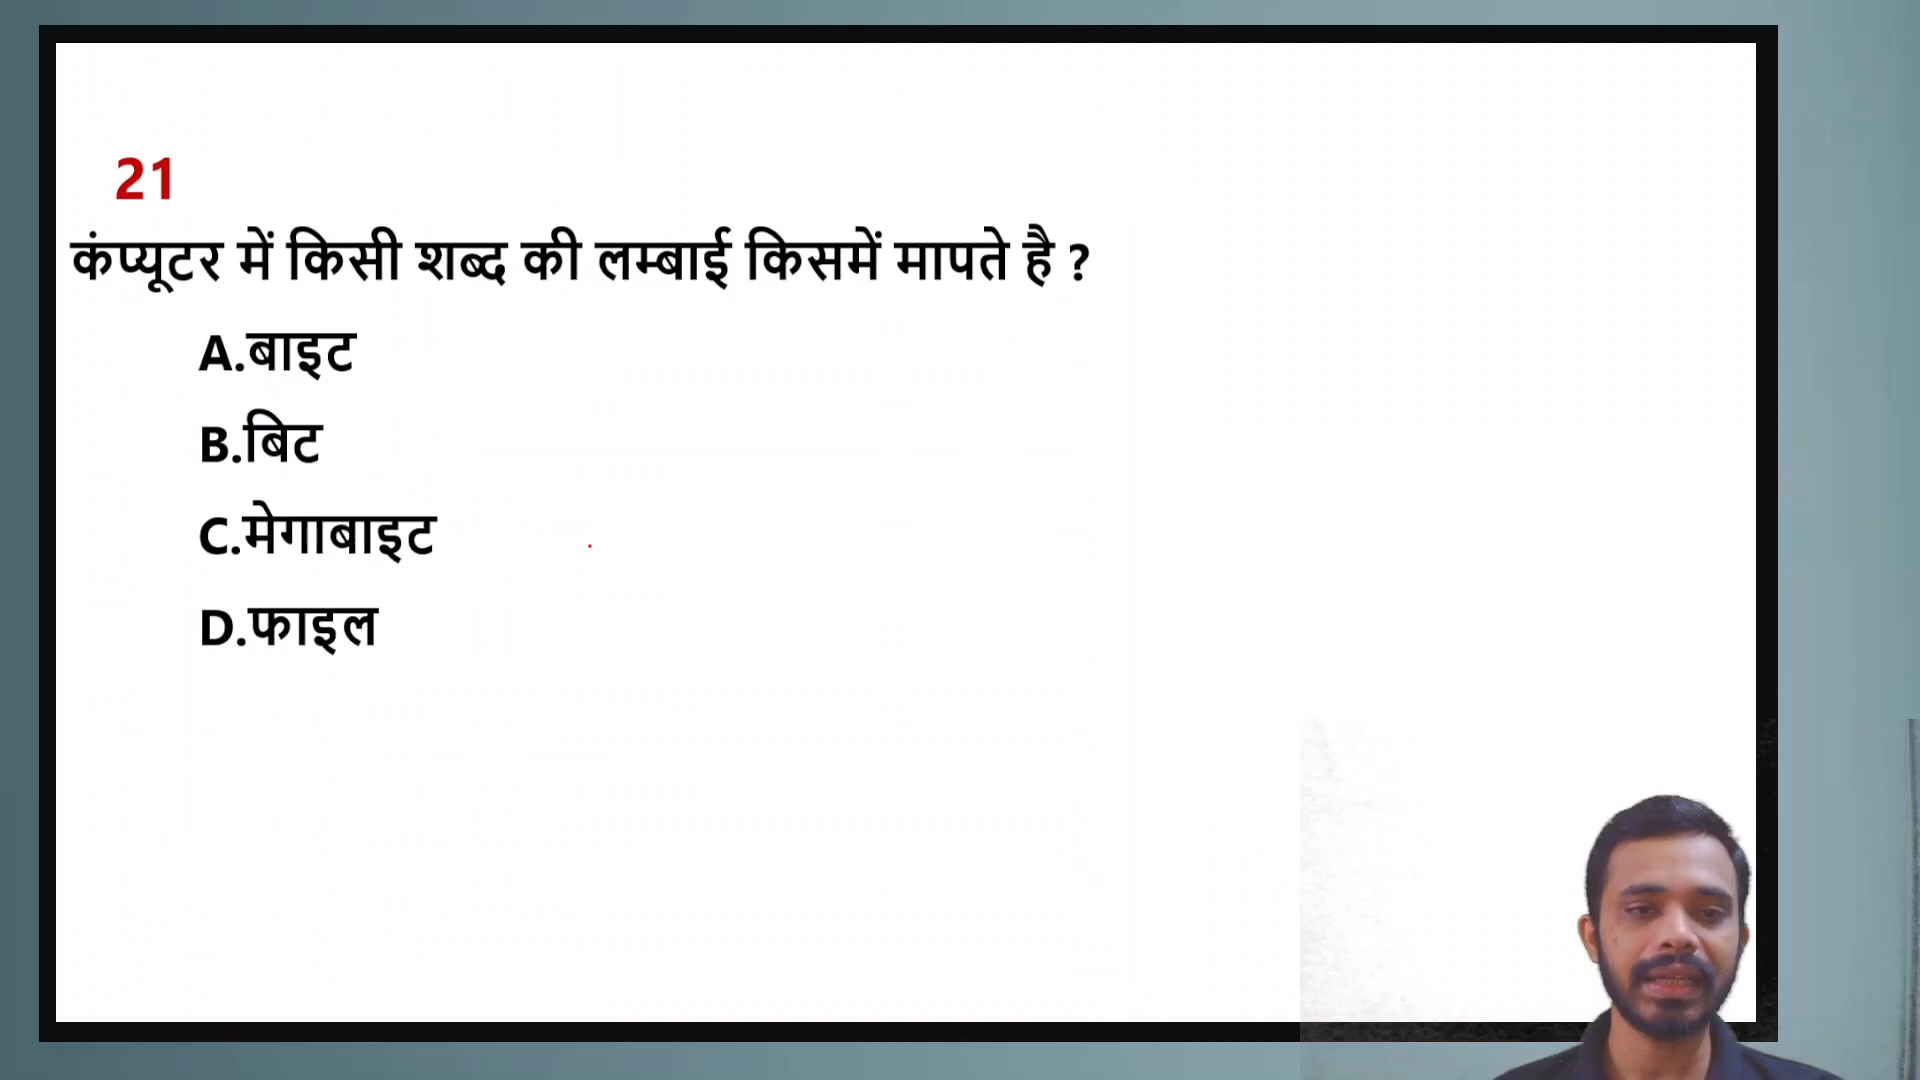 21
कंप्यूटर में किसी शब्द की लम्बाई किसमें मापते है ?
A.बाइट
B.बिट
C.मेगाबाइट
D.फाइल